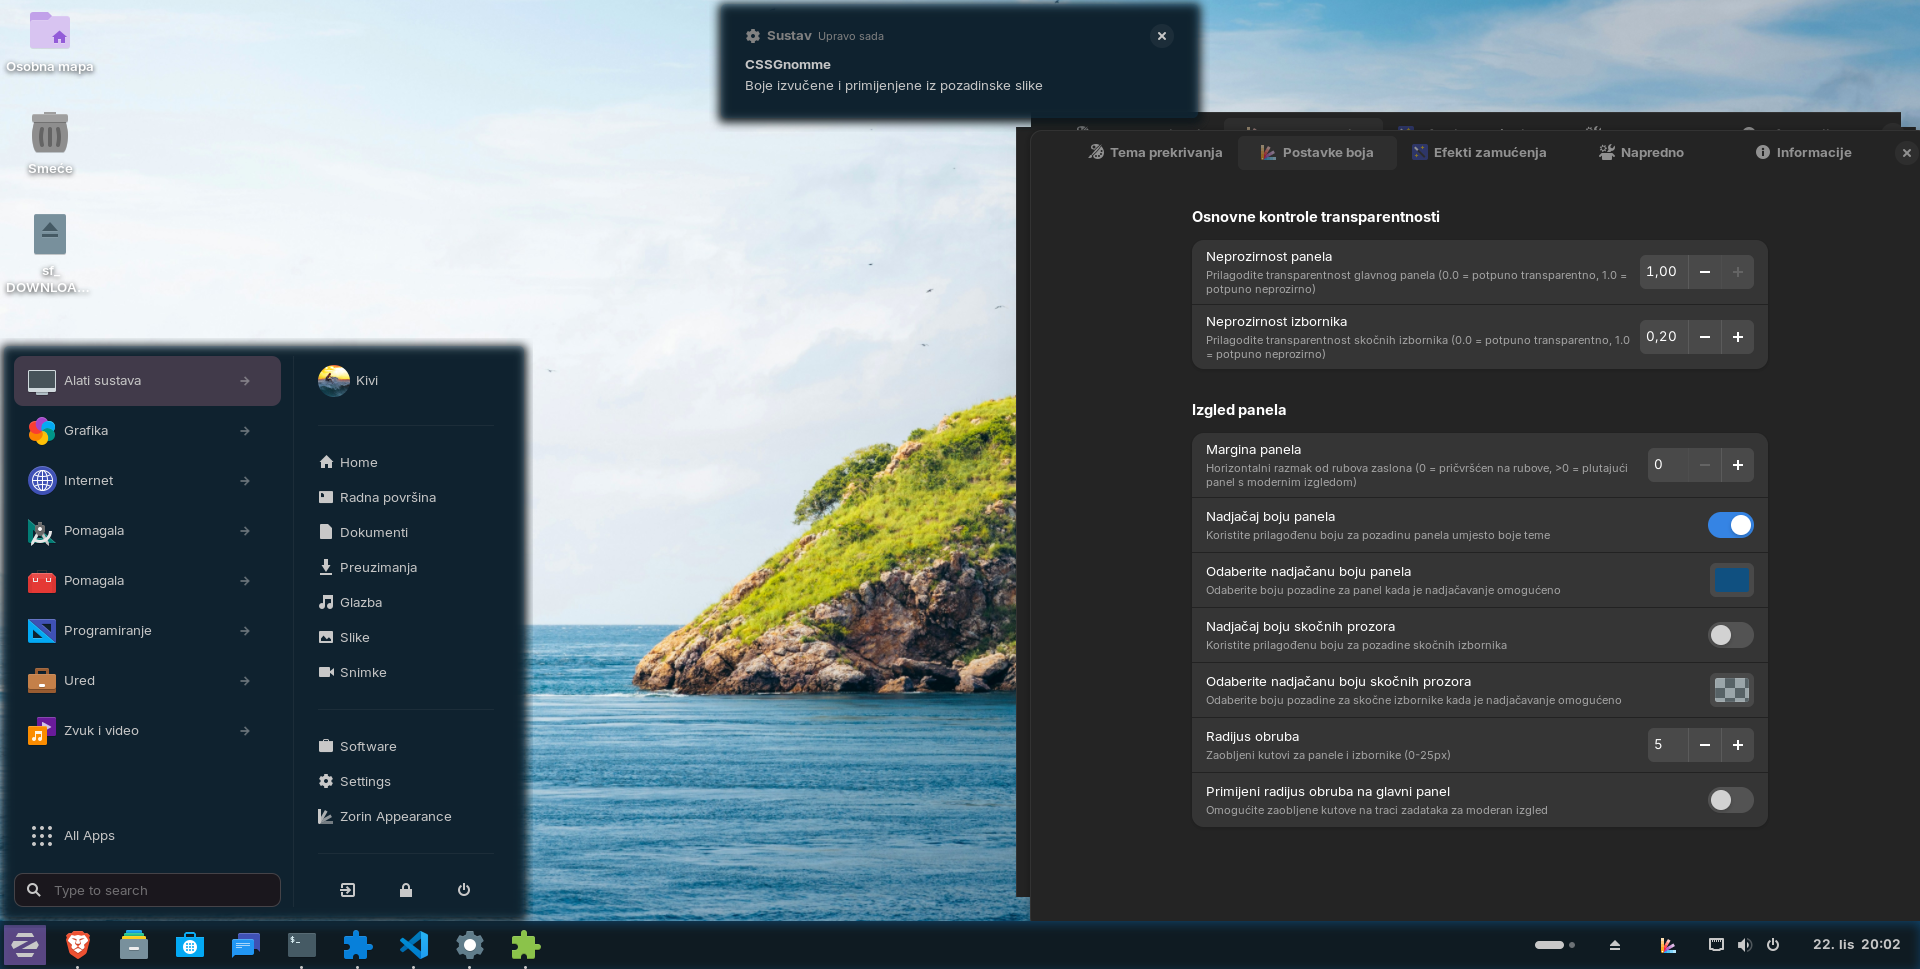 Osobna mapa
Smeće
sf_
DOWNLOA...
Sustav Upravo sada
CSSGnomme
Boje izvučene i primijenjene iz pozadinske slike
Tema prekrivanja
Postavke boja
Efekti zamućenja
Napredno
Informacije
Osnovne kontrole transparentnosti
Neprozirnost panela
Prilagodite transparentnost glavnog panela (0.0 = potpuno transparentno, 1.0 =
potpuno neprozirno)
1,00
Neprozirnost izbornika
Prilagodite transparentnost skočnih izbornika (0.0 = potpuno transparentno, 1.0
= potpuno neprozirno)
0,20
Izgled panela
Margina panela
Horizontalni razmak od rubova zaslona (0 = pričvršćen na rubove, >0 = plutajući
panel s modernim izgledom)
0
Nadjačaj boju panela
Koristite prilagođenu boju za pozadinu panela umjesto boje teme
Odaberite nadjačanu boju panela
Odaberite boju pozadine za panel kada je nadjačavanje omogućeno
Nadjačaj boju skočnih prozora
Koristite prilagođenu boju za pozadine skočnih izbornika
Odaberite nadjačanu boju skočnih prozora
Odaberite boju pozadine za skočne izbornike kada je nadjačavanje omogućeno
Radijus obruba
Zaobljeni kutovi za panele i izbornike (0-25px)
5
Primijeni radijus obruba na glavni panel
Omogućite zaobljene kutove na traci zadataka za moderan izgled
Alati sustava
Grafika
Internet
Pomagala
Pomagala
Programiranje
Ured
Zvuk i video
All Apps
Type to search
Kivi
Home
Radna površina
Dokumenti
Preuzimanja
Glazba
Slike
Snimke
Software
Settings
Zorin Appearance
22. lis 20:02